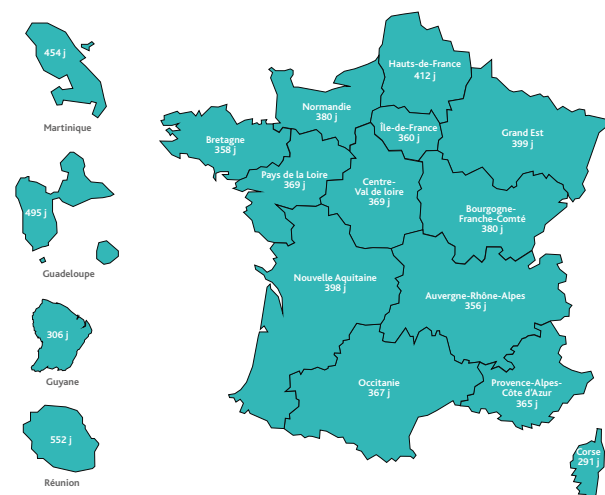 454 j
Martinique
495 j
Guadeloupe
306 j
Guyane
552 j
Réunion
Hauts-de-France
412 j
Normandie
380 j
Île-de-France
360 j
Grand Est
399 j
Bretagne
358 j
Pays de la Loire
369 j
Centre-
Val de loire
369 j
Bourgogne-
Franche-Comté
380 j
Nouvelle Aquitaine
398 j
Auvergne-Rhône-Alpes
356 j
Occitanie
367 j
Provence-Alpes-
Côte d'Azur
365 j
Corse
291 j